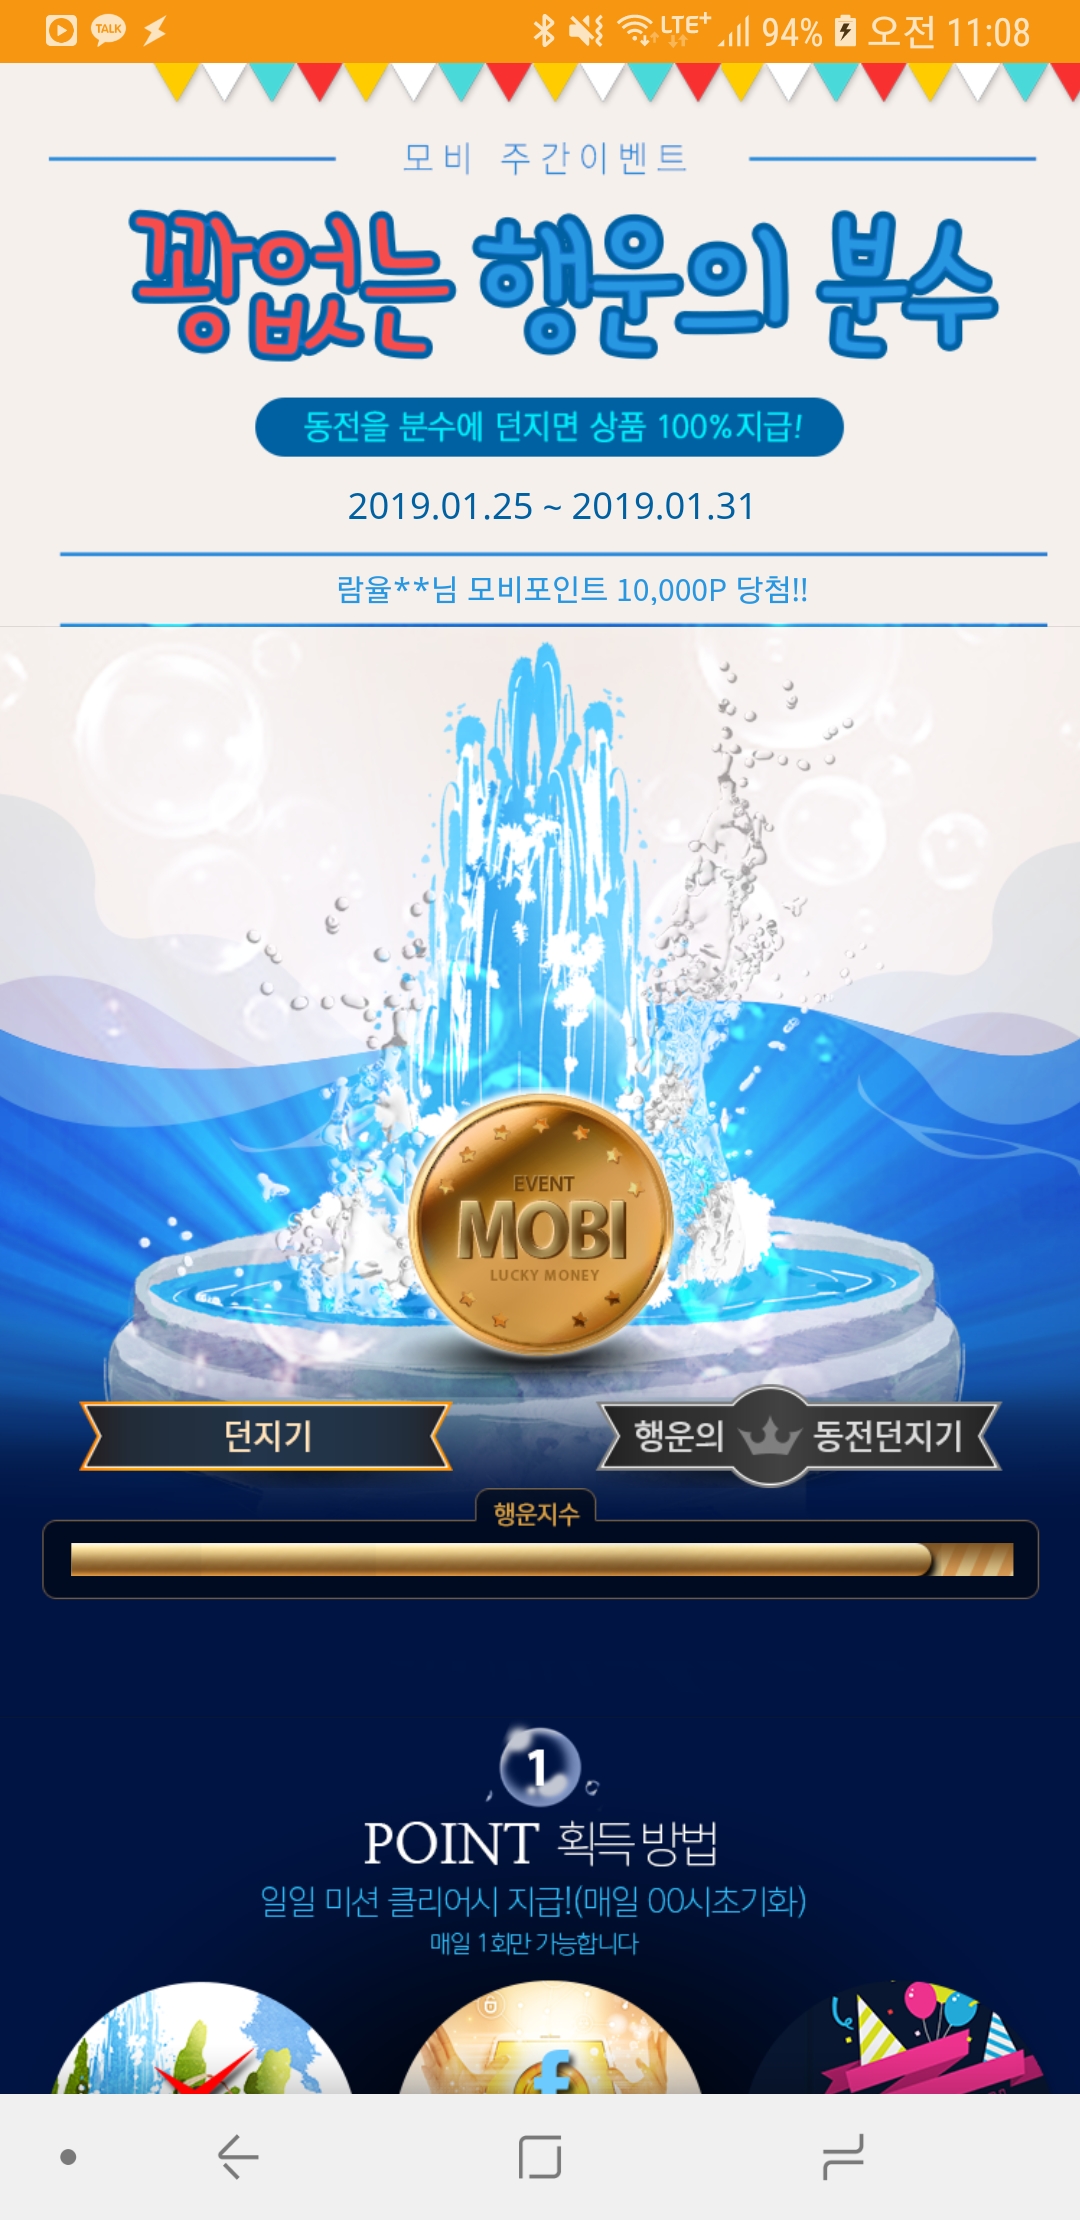 TALK
LTE+ 94% 오전 11:08
모비 주간이벤트
꽝없는 행운의 분수
동전을 분수에 던지면 상품 100%지급!
2019.01.25 ~ 2019.01.31
람율**님 모비포인트 10,000P 당첨!!
EVENT
MOBI
LUCKY MONEY
던지기
행운의 동전던지기
행운지수
1
POINT 획득 방법
일일 미션 클리어시 지급!(매일 00시초기화)
매일 1회만 가능합니다
f